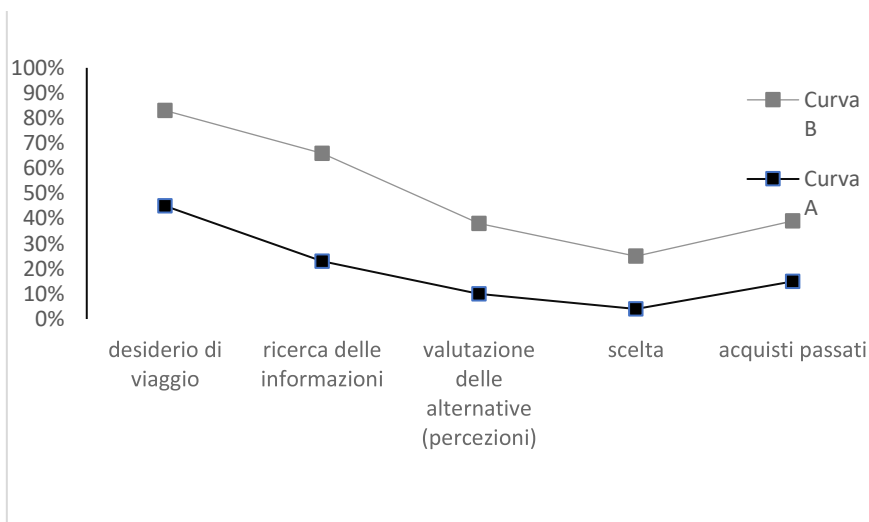 100%
90%
80%
70%
60%
50%
40%
30%
20%
10%
0%
Curva
B
Curva
A
desiderio di
viaggio
ricerca delle
informazioni
valutazione
delle
alternative
(percezioni)
scelta
acquisti passati